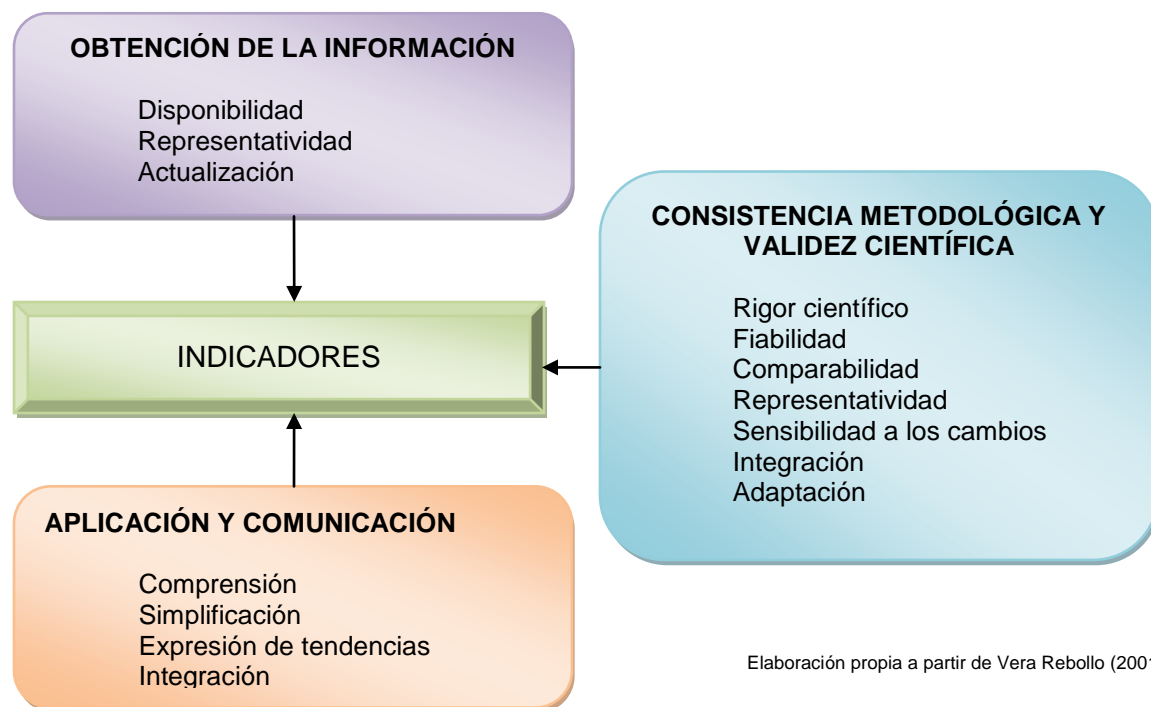 OBTENCIÓN DE LA INFORMACIÓN
Disponibilidad
Representatividad
Actualización
CONSISTENCIA METODOLÓGICA Y
VALIDEZ CIENTÍFICA
Rigor científico
Fiabilidad
Comparabilidad
Representatividad
Sensibilidad a los cambios
Integración
Adaptación
INDICADORES
APLICACIÓN Y COMUNICACIÓN
Comprensión
Simplificación
Expresión de tendencias
Integración
Elaboración propia a partir de Vera Rebollo (2001